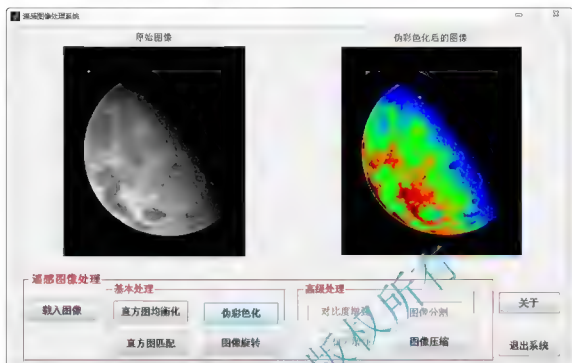 遥感图像处理系统
原始图像 伪彩色化后的图像
遥感图像处理
基本处理 高级处理
载入图像 直方图均衡化 伪彩色化 对比度增强 图像分割 关于
直方图匹配 图像旋转 图像压缩 退出系统
版权所有